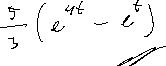 5/3 (e^{4t} - e^{t})